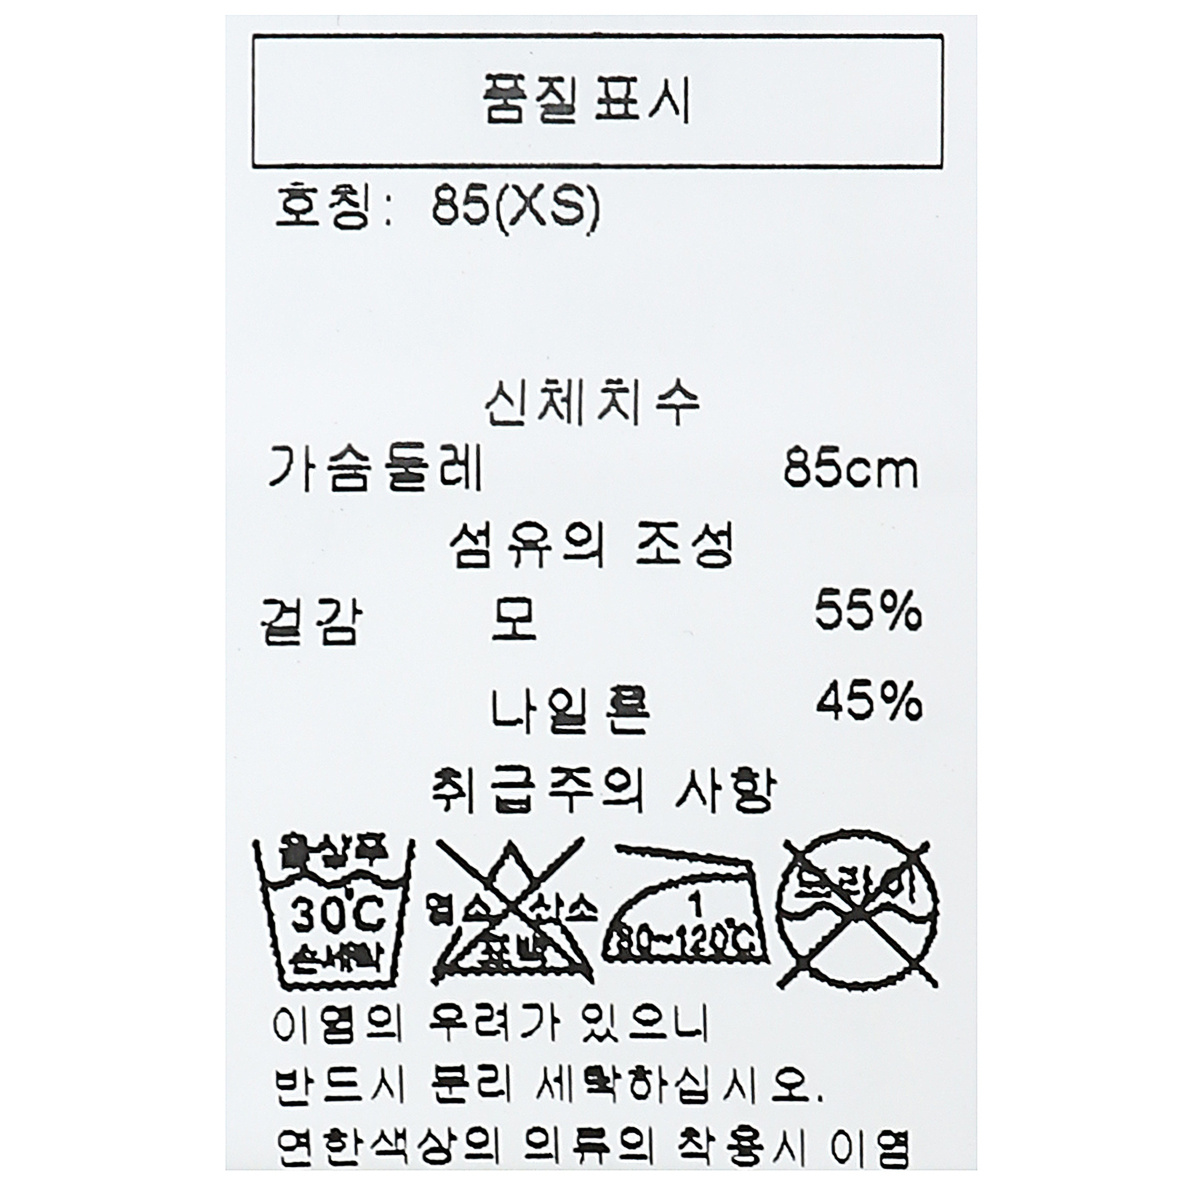 품질 표시
호칭: 85(XS)
신체치수
가슴둘레 85cm
섬유의 조성
겉감 모 55%
나일론 45%
취급주의 사항
울샴푸
30℃
손세탁
염소 산소
표백
1
80~120℃
드라이
이염의 우려가 있으니
반드시 분리 세탁하십시오.
연한색상의 의류의 착용시 이염